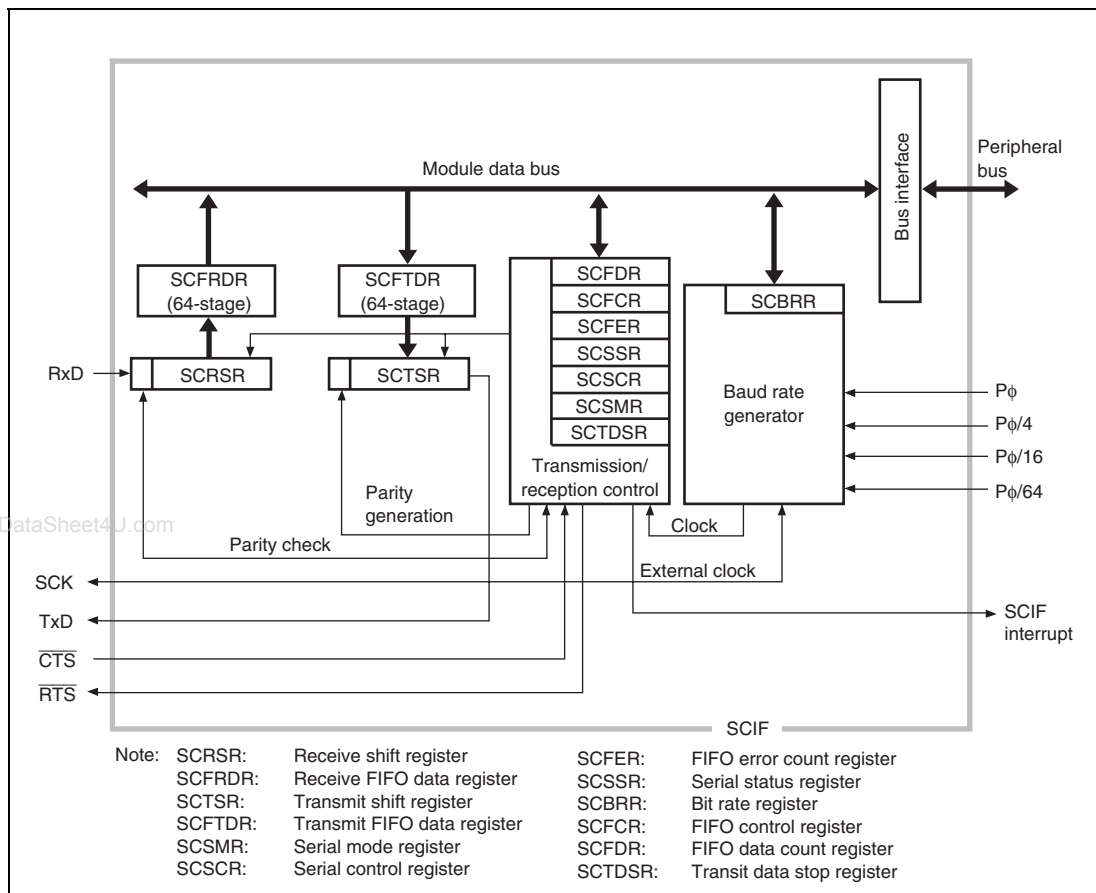 Module data bus
Bus interface
Peripheral
bus
SCFRDR
(64-stage)
SCFTDR
(64-stage)
SCFDR
SCFCR
SCFER
SCSSR
SCSCR
SCSMR
SCTDSR
Transmission/
reception control
SCBRR
Baud rate
generator
RxD
SCRSR
SCTSR
Pϕ
Pϕ/4
Pϕ/16
Pϕ/64
Parity
generation
Clock
DataSheet4U.com
Parity check
SCK
External clock
TxD
SCIF
interrupt
CTS
RTS
SCIF
Note: SCRSR: Receive shift register
SCFRDR: Receive FIFO data register
SCTSR: Transmit shift register
SCFTDR: Transmit FIFO data register
SCSMR: Serial mode register
SCSCR: Serial control register
SCFER: FIFO error count register
SCSSR: Serial status register
SCBRR: Bit rate register
SCFCR: FIFO control register
SCFDR: FIFO data count register
SCTDSR: Transit data stop register